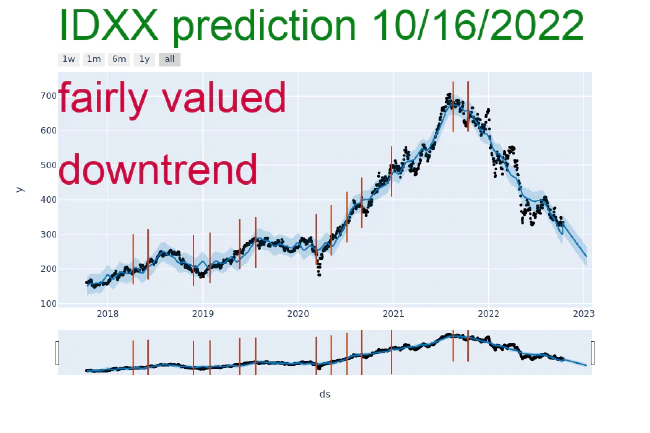 IDXX prediction 10/16/2022
1w 1m 6m 1y all
fairly valued
downtrend
700
600
500
400
300
200
100
y
2018 2019 2020 2021 2022 2023
ds